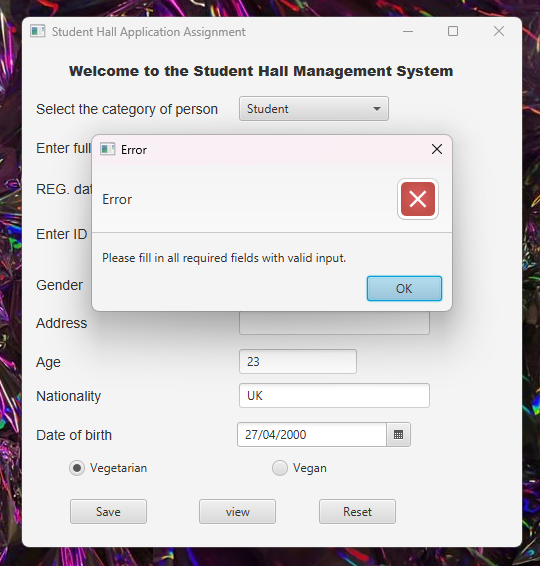 Student Hall Application Assignment
Welcome to the Student Hall Management System
Select the category of person Student
Enter full
Error
REG. dat
Error
Enter ID
Please fill in all required fields with valid input.
Gender
OK
Address
Age 23
Nationality UK
Date of birth 27/04/2000
Vegetarian Vegan
Save view Reset